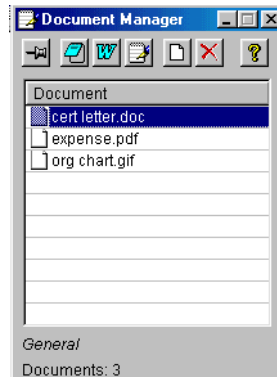 Document Manager
Document
cert letter.doc
expense.pdf
org chart.gif
General
Documents: 3